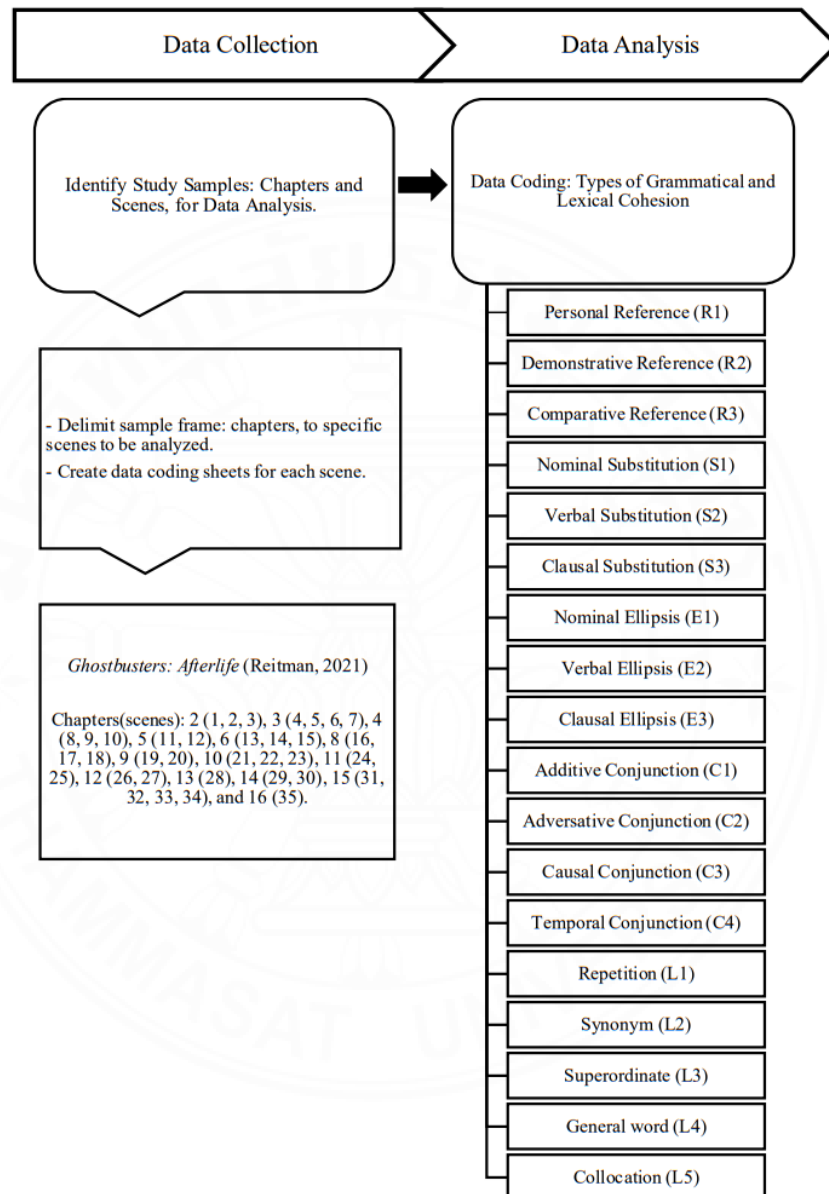 Data Collection
Data Analysis
Identify Study Samples: Chapters and
Scenes, for Data Analysis.
- Delimit sample frame: chapters, to specific
scenes to be analyzed.
- Create data coding sheets for each scene.
Ghostbusters: Afterlife (Reitman, 2021)
Chapters(scenes): 2 (1, 2, 3), 3 (4, 5, 6, 7), 4
(8, 9, 10), 5 (11, 12), 6 (13, 14, 15), 8 (16,
17, 18), 9 (19, 20), 10 (21, 22, 23), 11 (24,
25), 12 (26, 27), 13 (28), 14 (29, 30), 15 (31,
32, 33, 34), and 16 (35).
Data Coding: Types of Grammatical and
Lexical Cohesion
Personal Reference (R1)
Demonstrative Reference (R2)
Comparative Reference (R3)
Nominal Substitution (S1)
Verbal Substitution (S2)
Clausal Substitution (S3)
Nominal Ellipsis (E1)
Verbal Ellipsis (E2)
Clausal Ellipsis (E3)
Additive Conjunction (C1)
Adversative Conjunction (C2)
Causal Conjunction (C3)
Temporal Conjunction (C4)
Repetition (L1)
Synonym (L2)
Superordinate (L3)
General word (L4)
Collocation (L5)